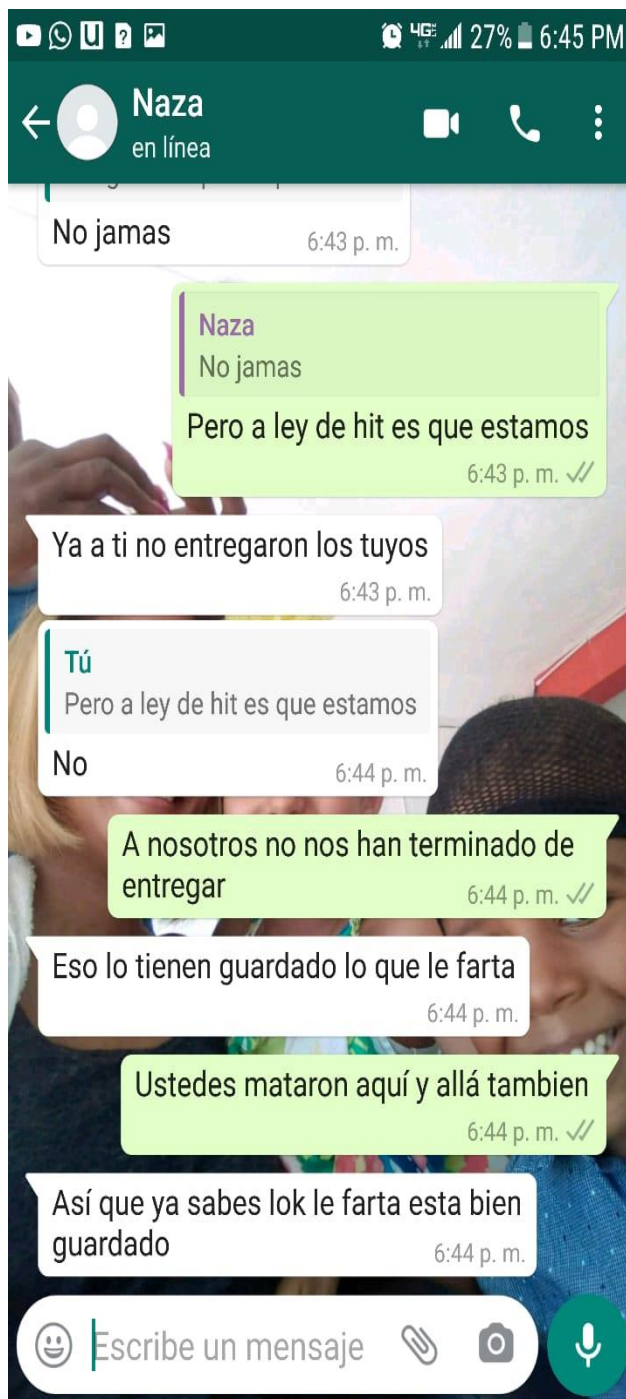 27% 6:45 PM
Naza
en línea
No jamas
6:43 p. m.
Naza
No jamas
Pero a ley de hit es que estamos
6:43 p. m.
Ya a ti no entregaron los tuyos
6:43 p. m.
Tú
Pero a ley de hit es que estamos
No
6:44 p. m.
A nosotros no nos han terminado de
entregar
6:44 p. m.
Eso lo tienen guardado lo que le farta
6:44 p. m.
Ustedes mataron aquí y allá tambien
6:44 p. m.
Así que ya sabes lok le farta esta bien
guardado
6:44 p. m.
Escribe un mensaje